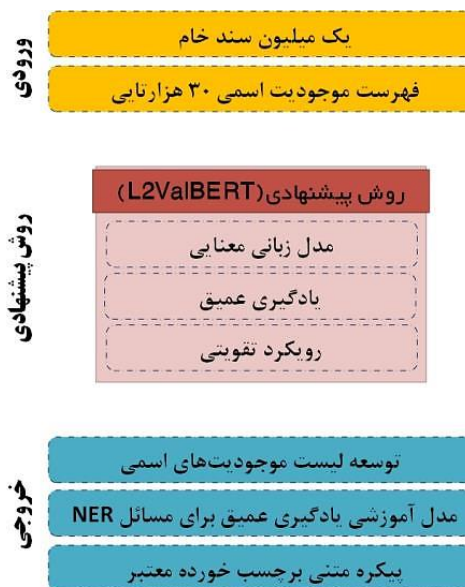 ورودی
یک میلیون سند خام
فهرست موجودیت اسمی ۳۰ هزارتایی
روش پیشنهادی
روش پیشنهادی(L2ValBERT)
مدل زبانی معنایی
یادگیری عمیق
رویکرد تقویتی
خروجی
توسعه لیست موجودیت‌های اسمی
مدل آموزشی یادگیری عمیق برای مسائل NER
پیکره متنی برچسب خورده معتبر